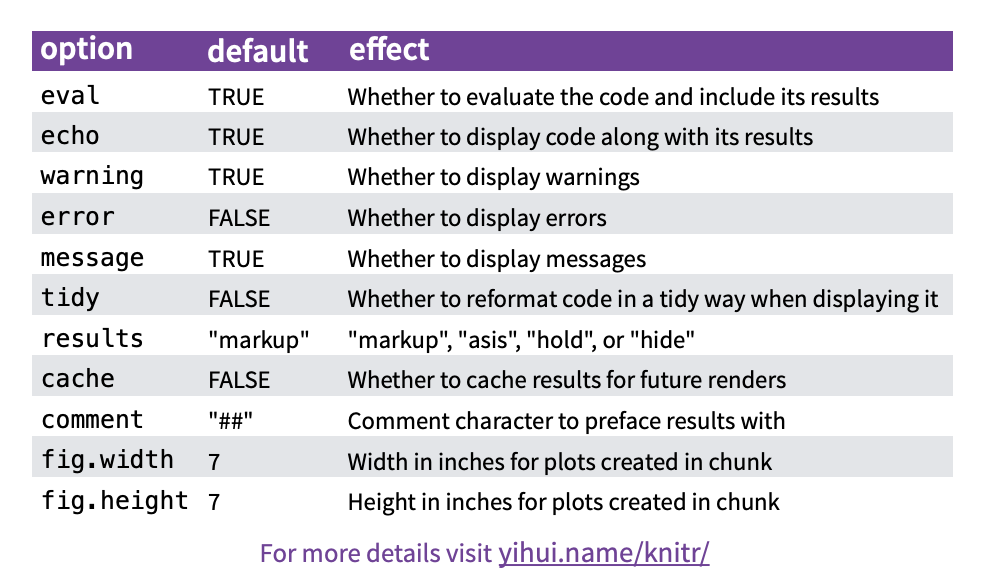 option default effect
eval TRUE Whether to evaluate the code and include its results
echo TRUE Whether to display code along with its results
warning TRUE Whether to display warnings
error FALSE Whether to display errors
message TRUE Whether to display messages
tidy FALSE Whether to reformat code in a tidy way when displaying it
results "markup" "markup", "asis", "hold", or "hide"
cache FALSE Whether to cache results for future renders
comment "##" Comment character to preface results with
fig.width 7 Width in inches for plots created in chunk
fig.height 7 Height in inches for plots created in chunk
For more details visit yihui.name/knitr/